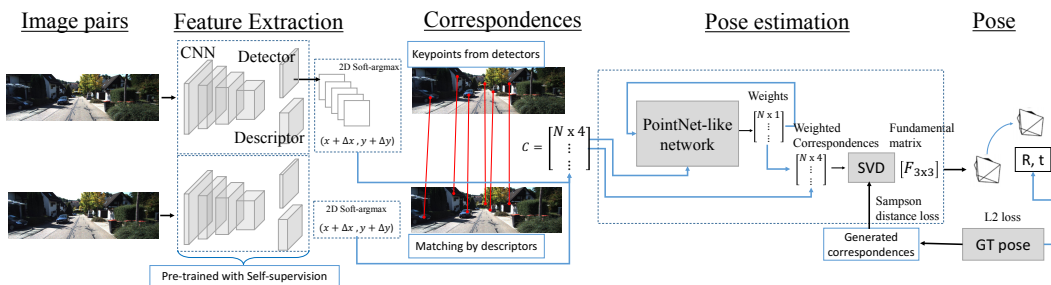 Image pairs
Feature Extraction
Correspondences
Pose estimation
Pose
CNN
Detector
Descriptor
2D Soft-argmax
(x + Δx , y + Δy)
2D Soft-argmax
(x + Δx , y + Δy)
Pre-trained with Self-supervision
Keypoints from detectors
Matching by descriptors
C = [N x 4]
PointNet-like
network
Weights
[N x 1]
Weighted
Correspondences
[N x 4]
SVD
Fundamental
matrix
[F3x3]
Sampson
distance loss
Generated
correspondences
R, t
L2 loss
GT pose